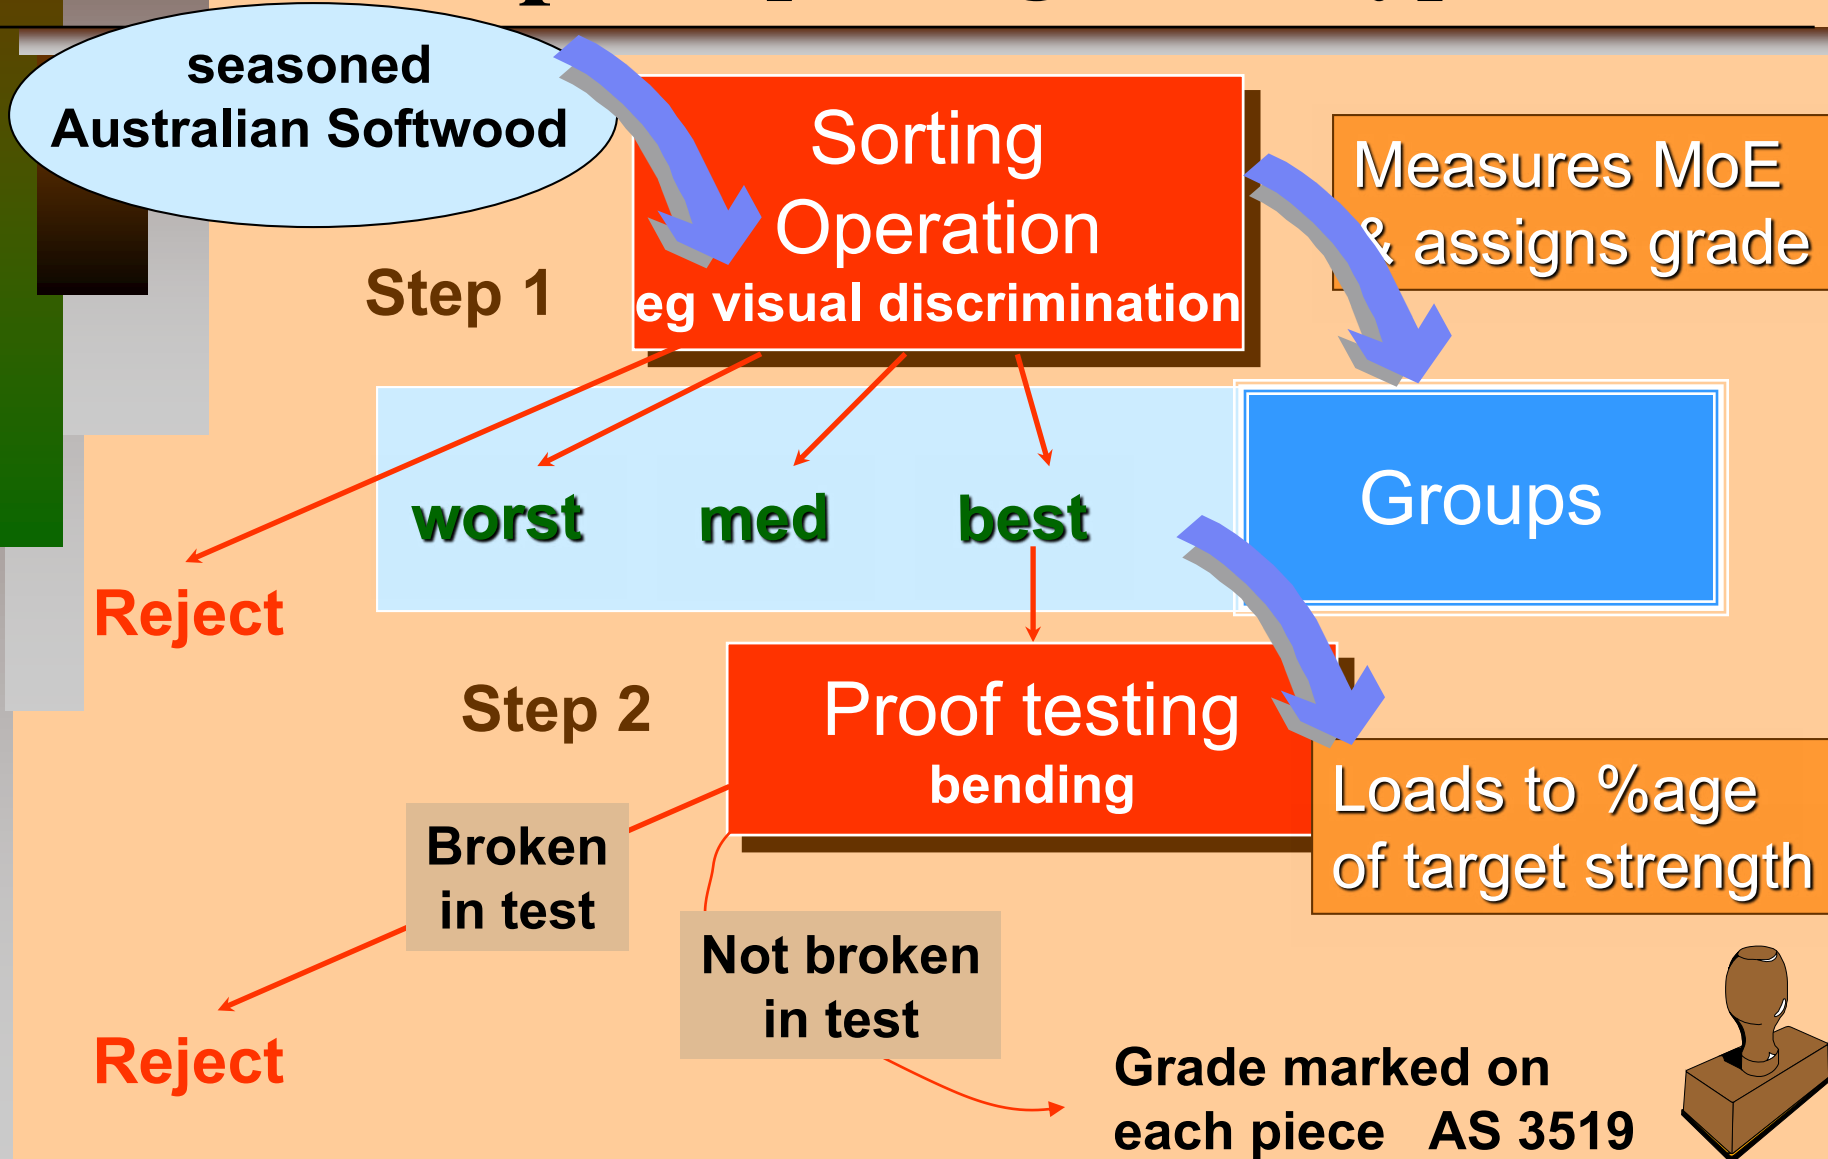 seasoned
Australian Softwood
Sorting
Operation
eg visual discrimination
Measures MoE
& assigns grade
Step 1
worst med best
Groups
Reject
Step 2
Proof testing
bending
Loads to %age
of target strength
Broken
in test
Not broken
in test
Reject
Grade marked on
each piece AS 3519